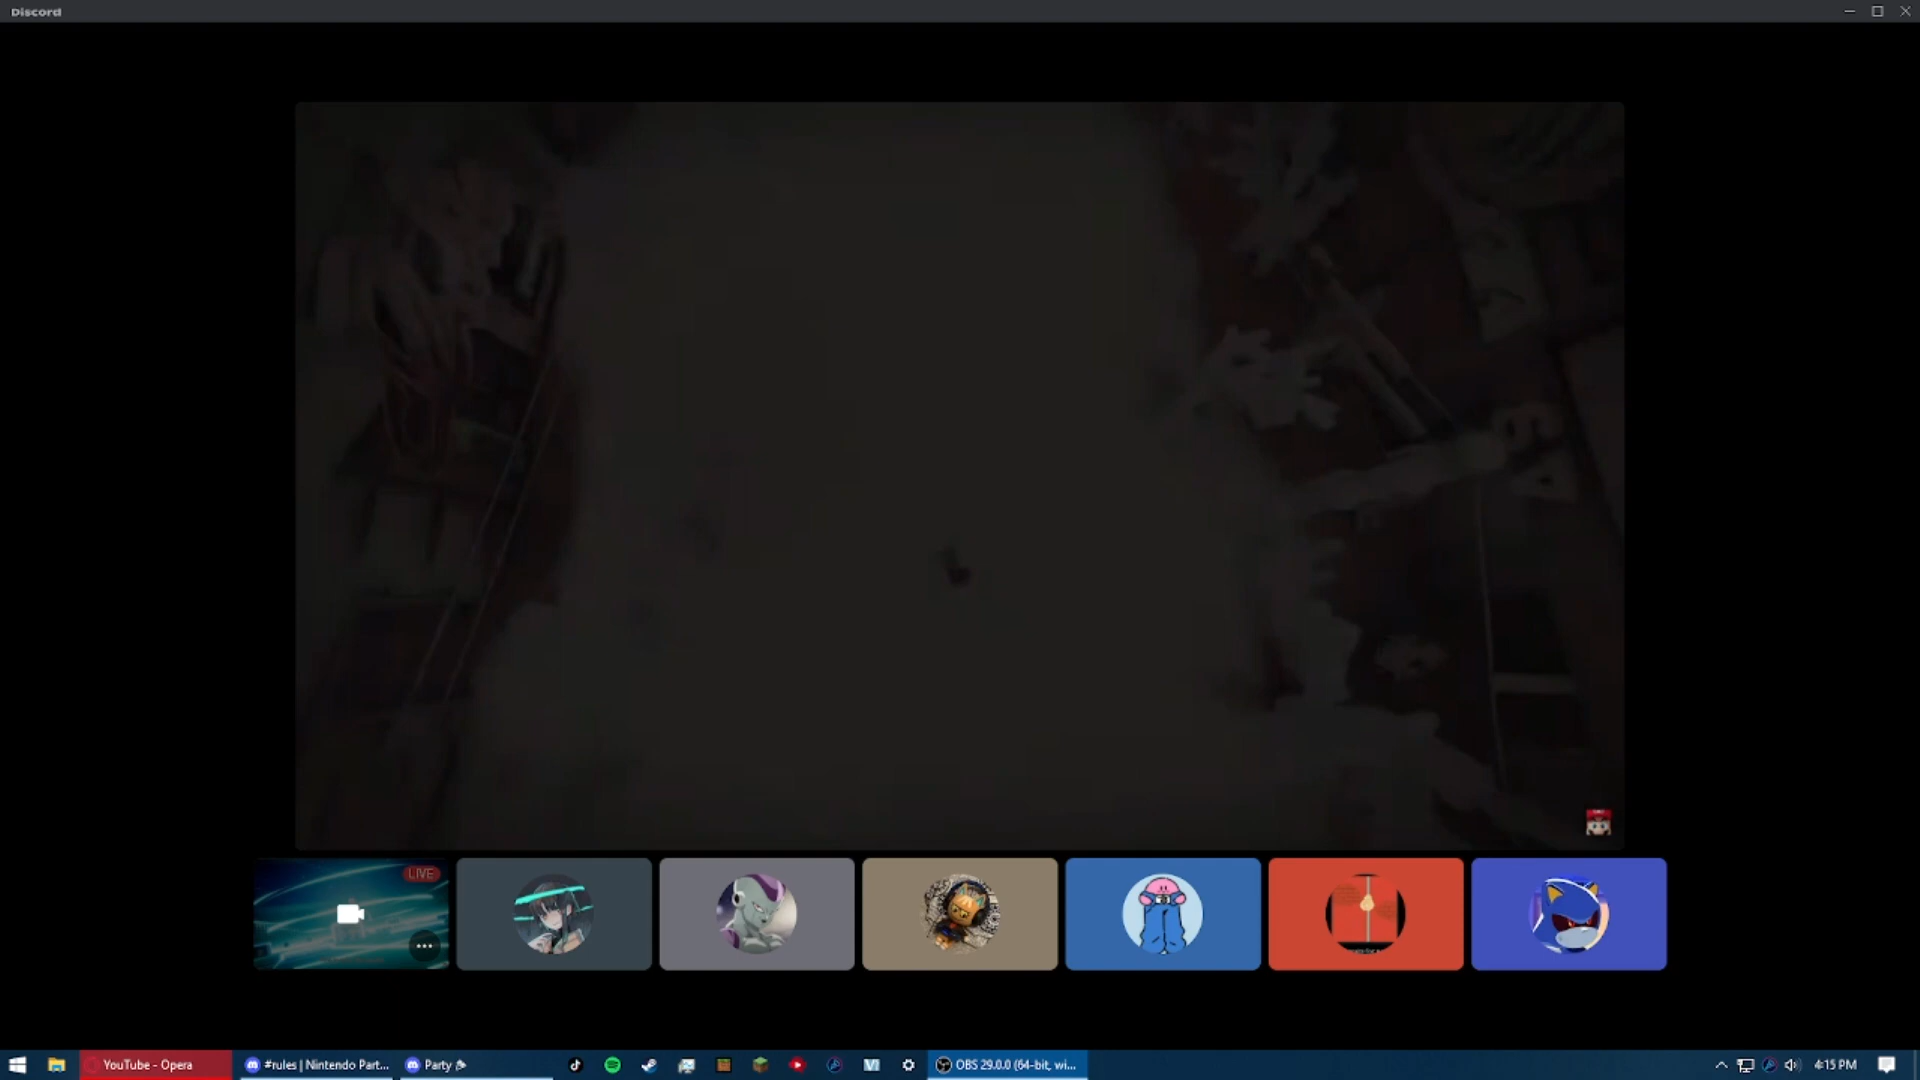 Discord
LIVE
YouTube - Opera
#rules | Nintendo Part...
Party
OBS 29.0.0 (64-bit, wi...
4:15 PM